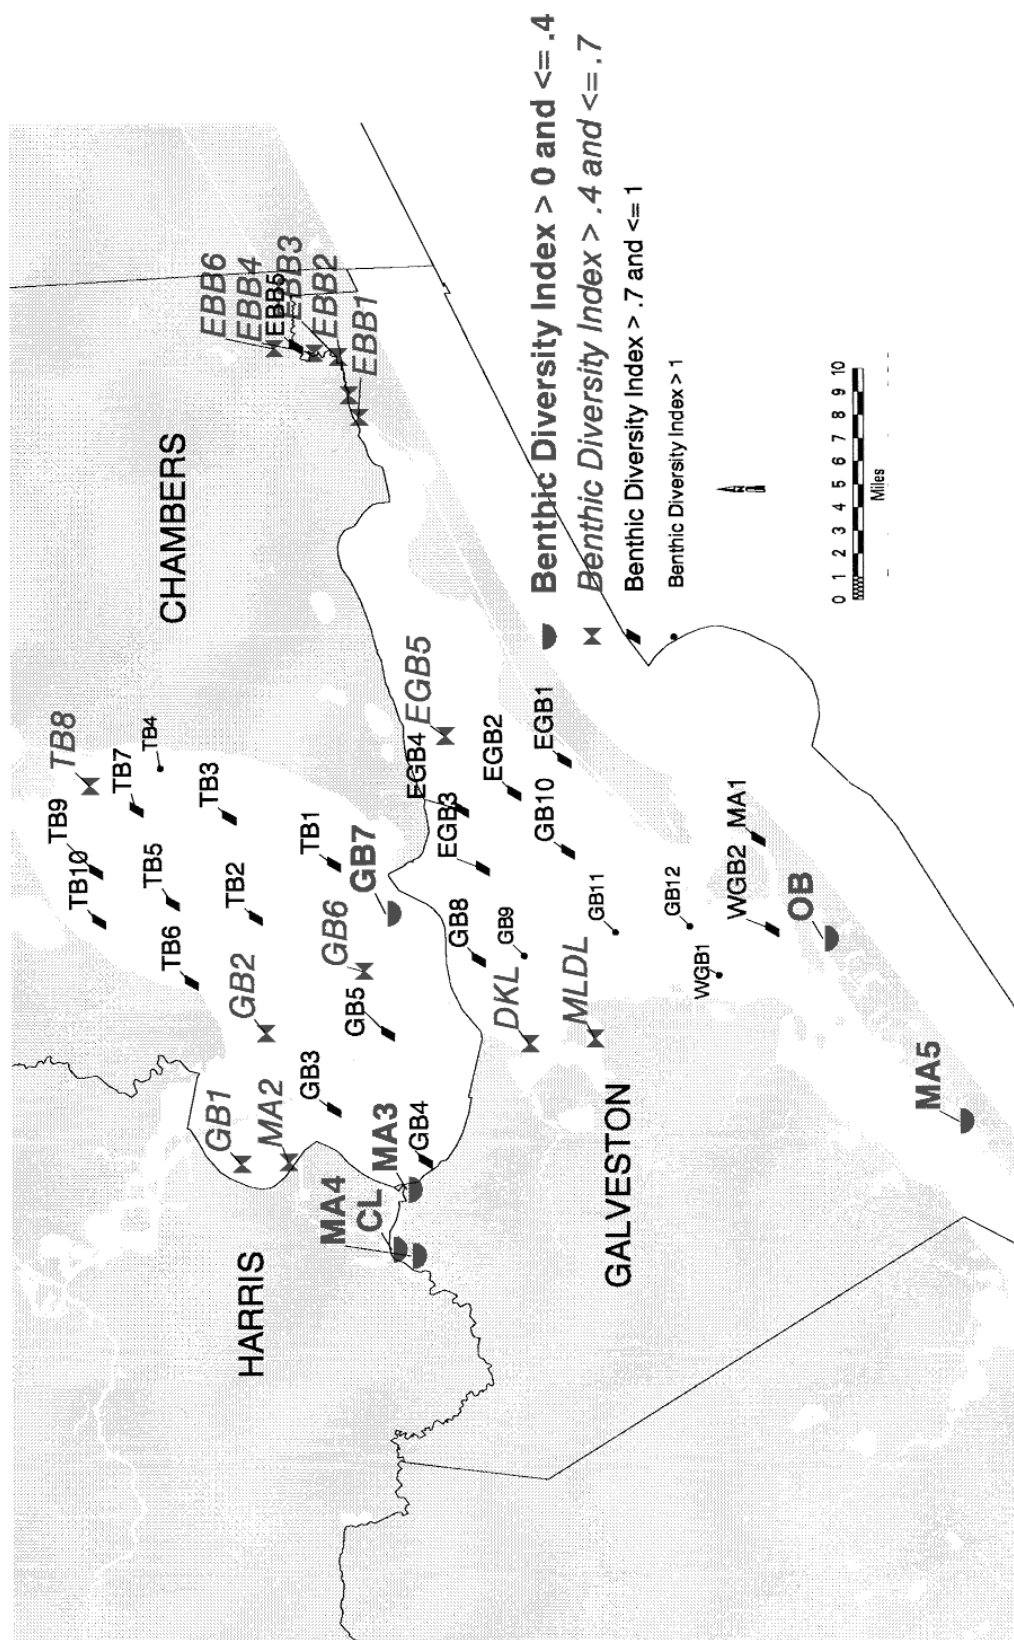 HARRIS
CHAMBERS
GALVESTON
TB10
TB9
TB8
TB7
TB4
TB5
TB6
TB3
TB2
TB1
GB1
GB2
MA2
GB3
GB5
GB6
GB7
MA4
CL
MA3
GB4
EBB6
EBB4
EBB5
EBB3
EBB2
EBB1
EGB5
EGB4
EGB3
EGB2
EGB1
GB8
GB9
GB10
GB11
GB12
DKL
MLDL
WGB1
WGB2
MA1
OB
MA5
Benthic Diversity Index > 0 and <= .4
Benthic Diversity Index > .4 and <= .7
Benthic Diversity Index > .7 and <= 1
Benthic Diversity Index > 1
N
0 1 2 3 4 5 6 7 8 9 10
Miles